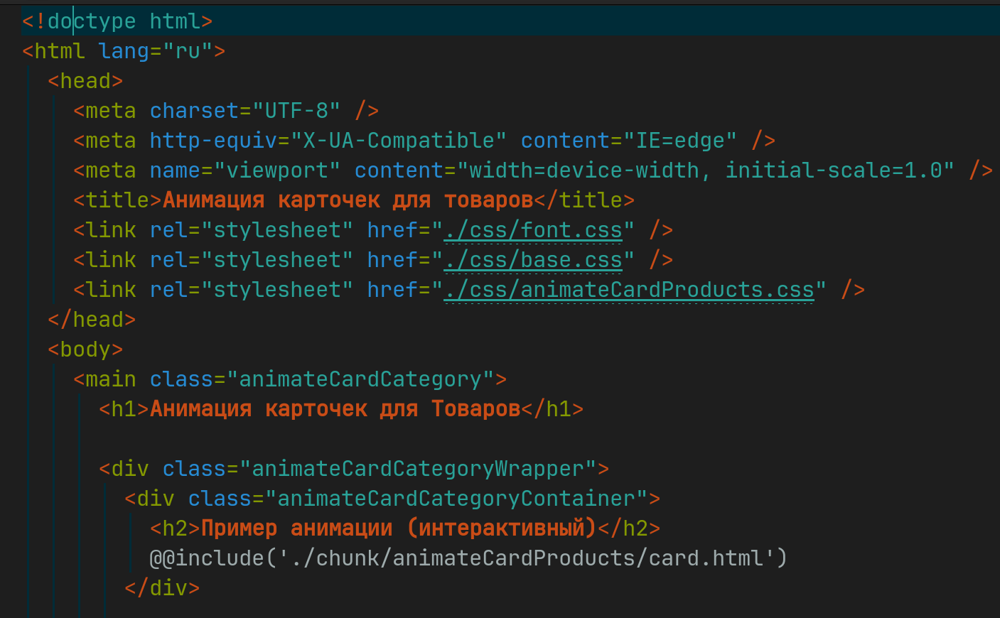 <!doctype html>
<html lang="ru">
<head>
<meta charset="UTF-8" />
<meta http-equiv="X-UA-Compatible" content="IE=edge" />
<meta name="viewport" content="width=device-width, initial-scale=1.0" />
<title>Анимация карточек для товаров</title>
<link rel="stylesheet" href="./css/font.css" />
<link rel="stylesheet" href="./css/base.css" />
<link rel="stylesheet" href="./css/animateCardProducts.css" />
</head>
<body>
<main class="animateCardCategory">
<h1>Анимация карточек для Товаров</h1>
<div class="animateCardCategoryWrapper">
<div class="animateCardCategoryContainer">
<h2>Пример анимации (интерактивный)</h2>
@@include('./chunk/animateCardProducts/card.html')
</div>